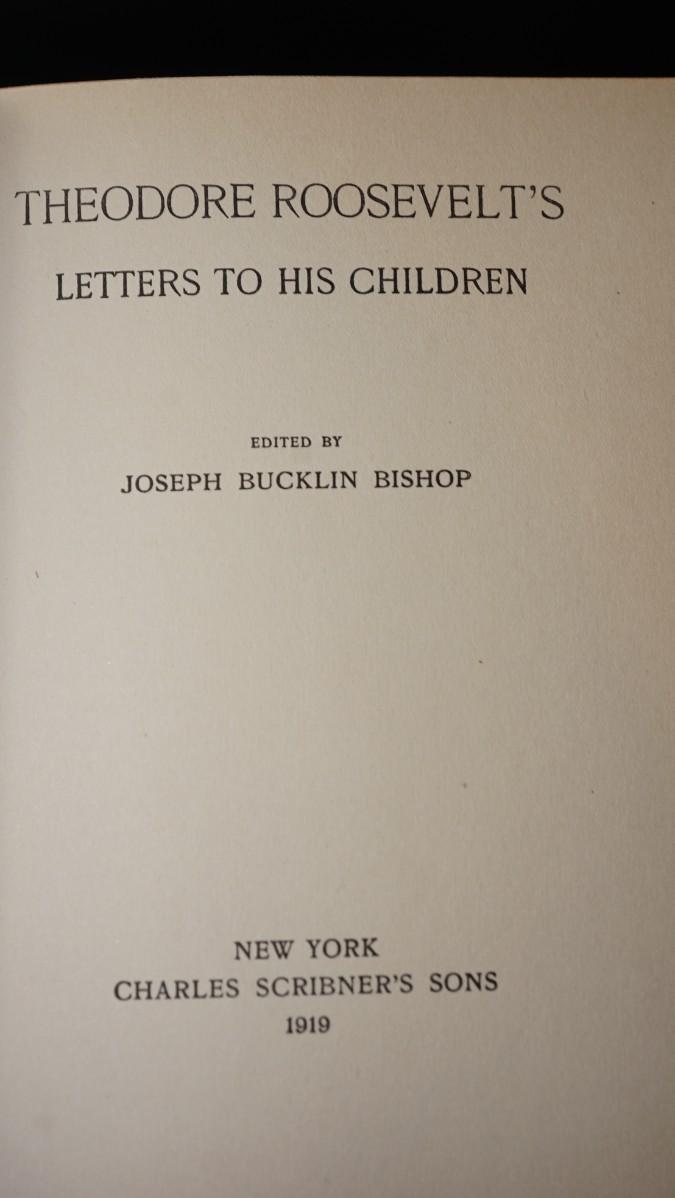 THEODORE ROOSEVELT'S
LETTERS TO HIS CHILDREN
EDITED BY
JOSEPH BUCKLIN BISHOP
NEW YORK
CHARLES SCRIBNER'S SONS
1919